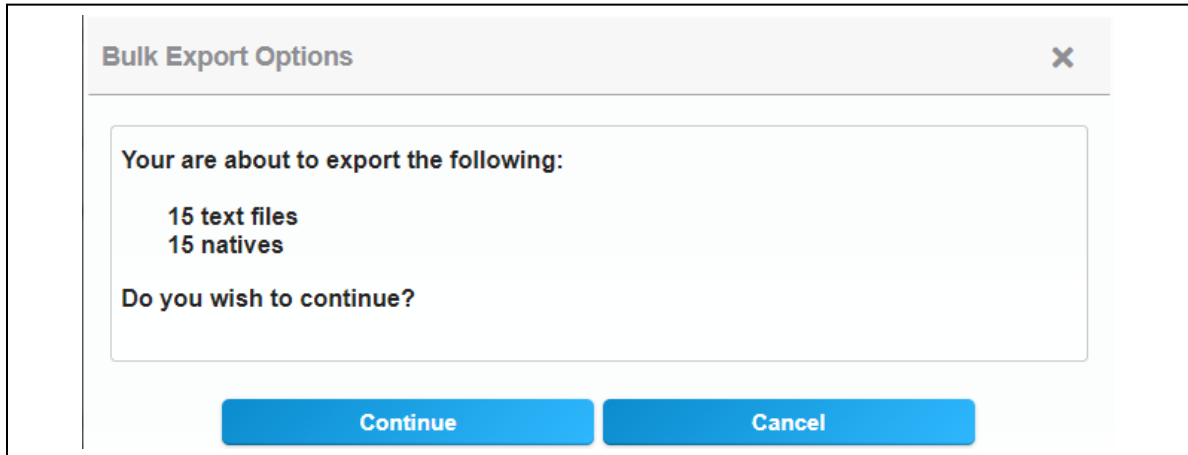 Bulk Export Options
Your are about to export the following:
15 text files
15 natives
Do you wish to continue?
Continue Cancel